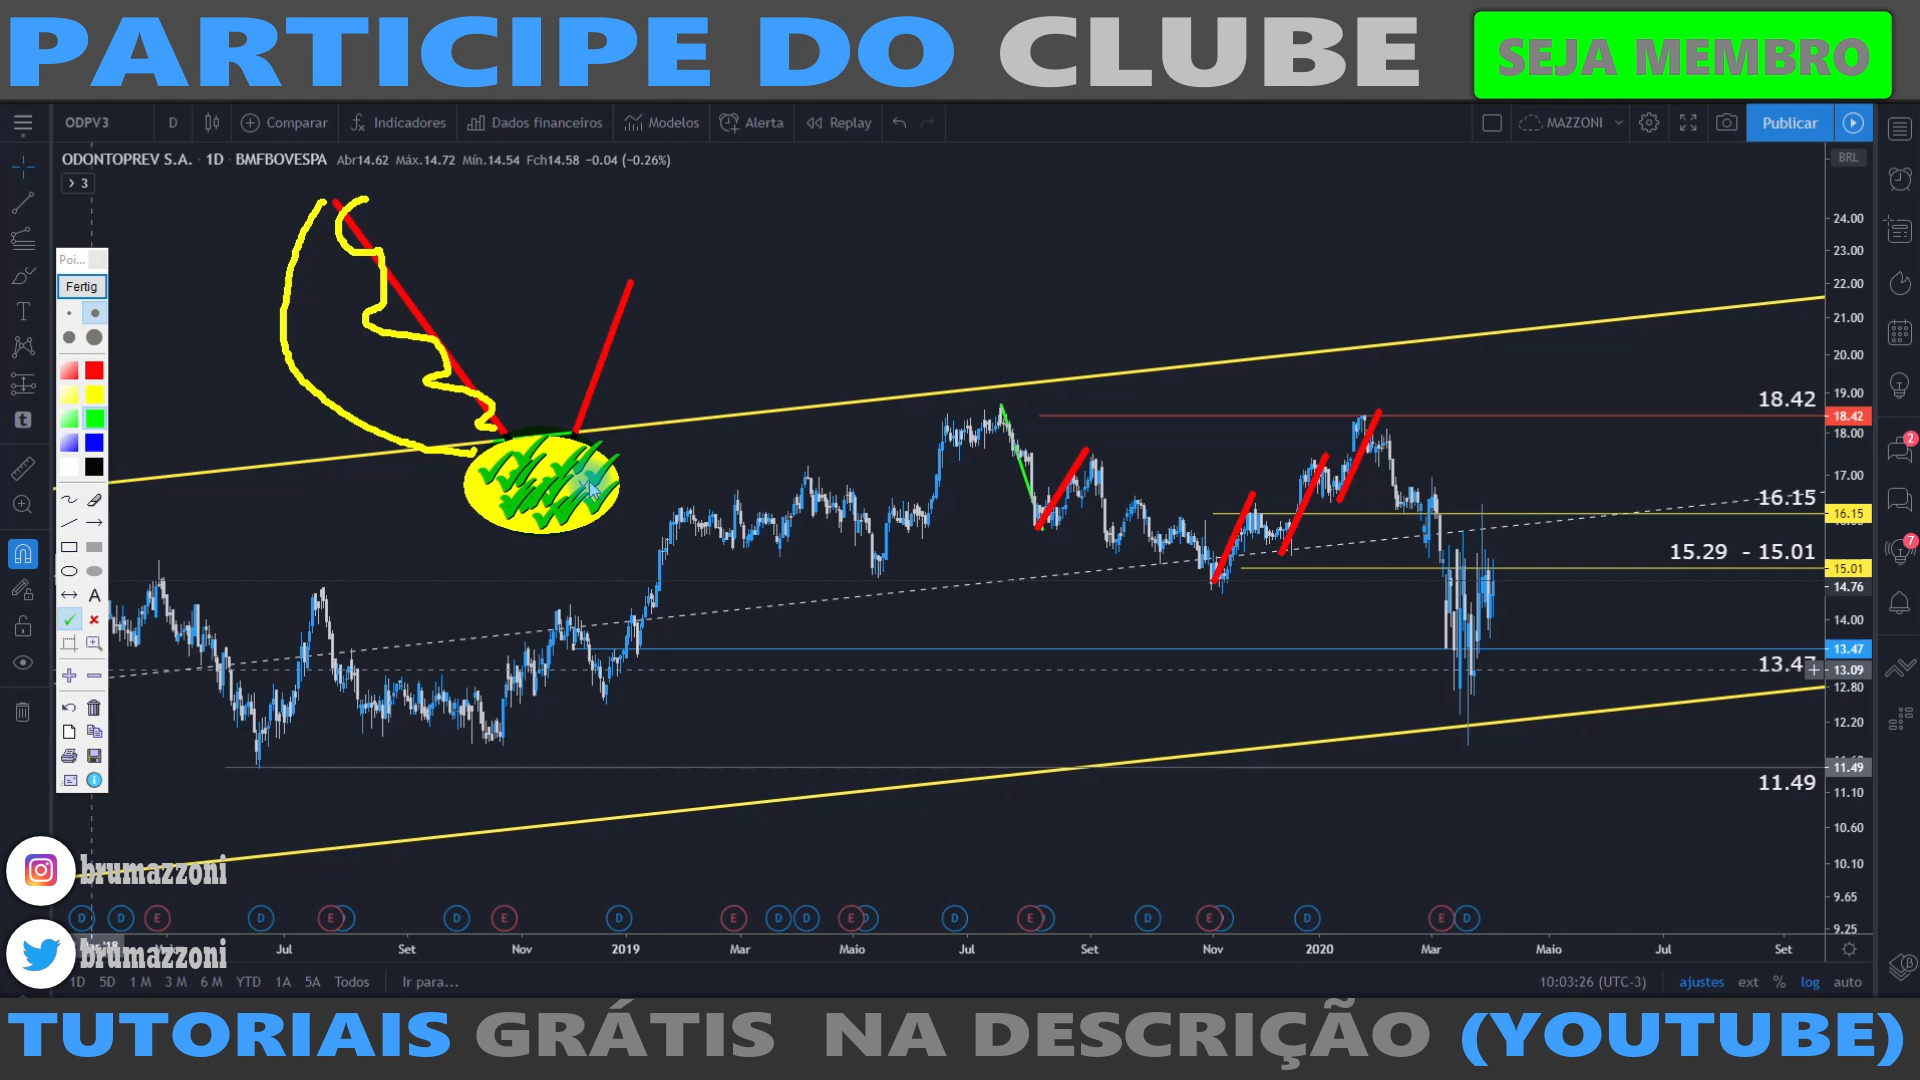 PARTICIPE DO CLUBE
SEJA MEMBRO
ODPV3 D Comparar Indicadores Dados financeiros Modelos Alerta Replay MAZZONI Publicar
ODONTOPREV S.A. · 1D · BMFBOVESPA Abr14.62 Máx.14.72 Mín.14.54 Fch14.58 −0.04 (−0.26%)
BRL
3
Poi...
Fertig
A
24.00
23.00
22.00
21.00
20.00
19.00
18.42 18.42
18.00
17.00
16.15 16.15
15.29 - 15.01 15.01
14.76
14.00
13.47
13.47 13.09
12.80
12.20
11.49
11.49
11.10
10.60
10.10
9.65
9.25
2
7
brumazzoni
D D E D E D E D E D D E D D E D E D E D
Jul Set Nov 2019 Mar Maio Jul Set Nov 2020 Mar Maio Jul Set
brumazzoni
1D 5D 1 M 3 M 6 M YTD 1A 5A Todos Ir para... 10:03:26 (UTC-3) ajustes ext % log auto
TUTORIAIS GRÁTIS NA DESCRIÇÃO (YOUTUBE)